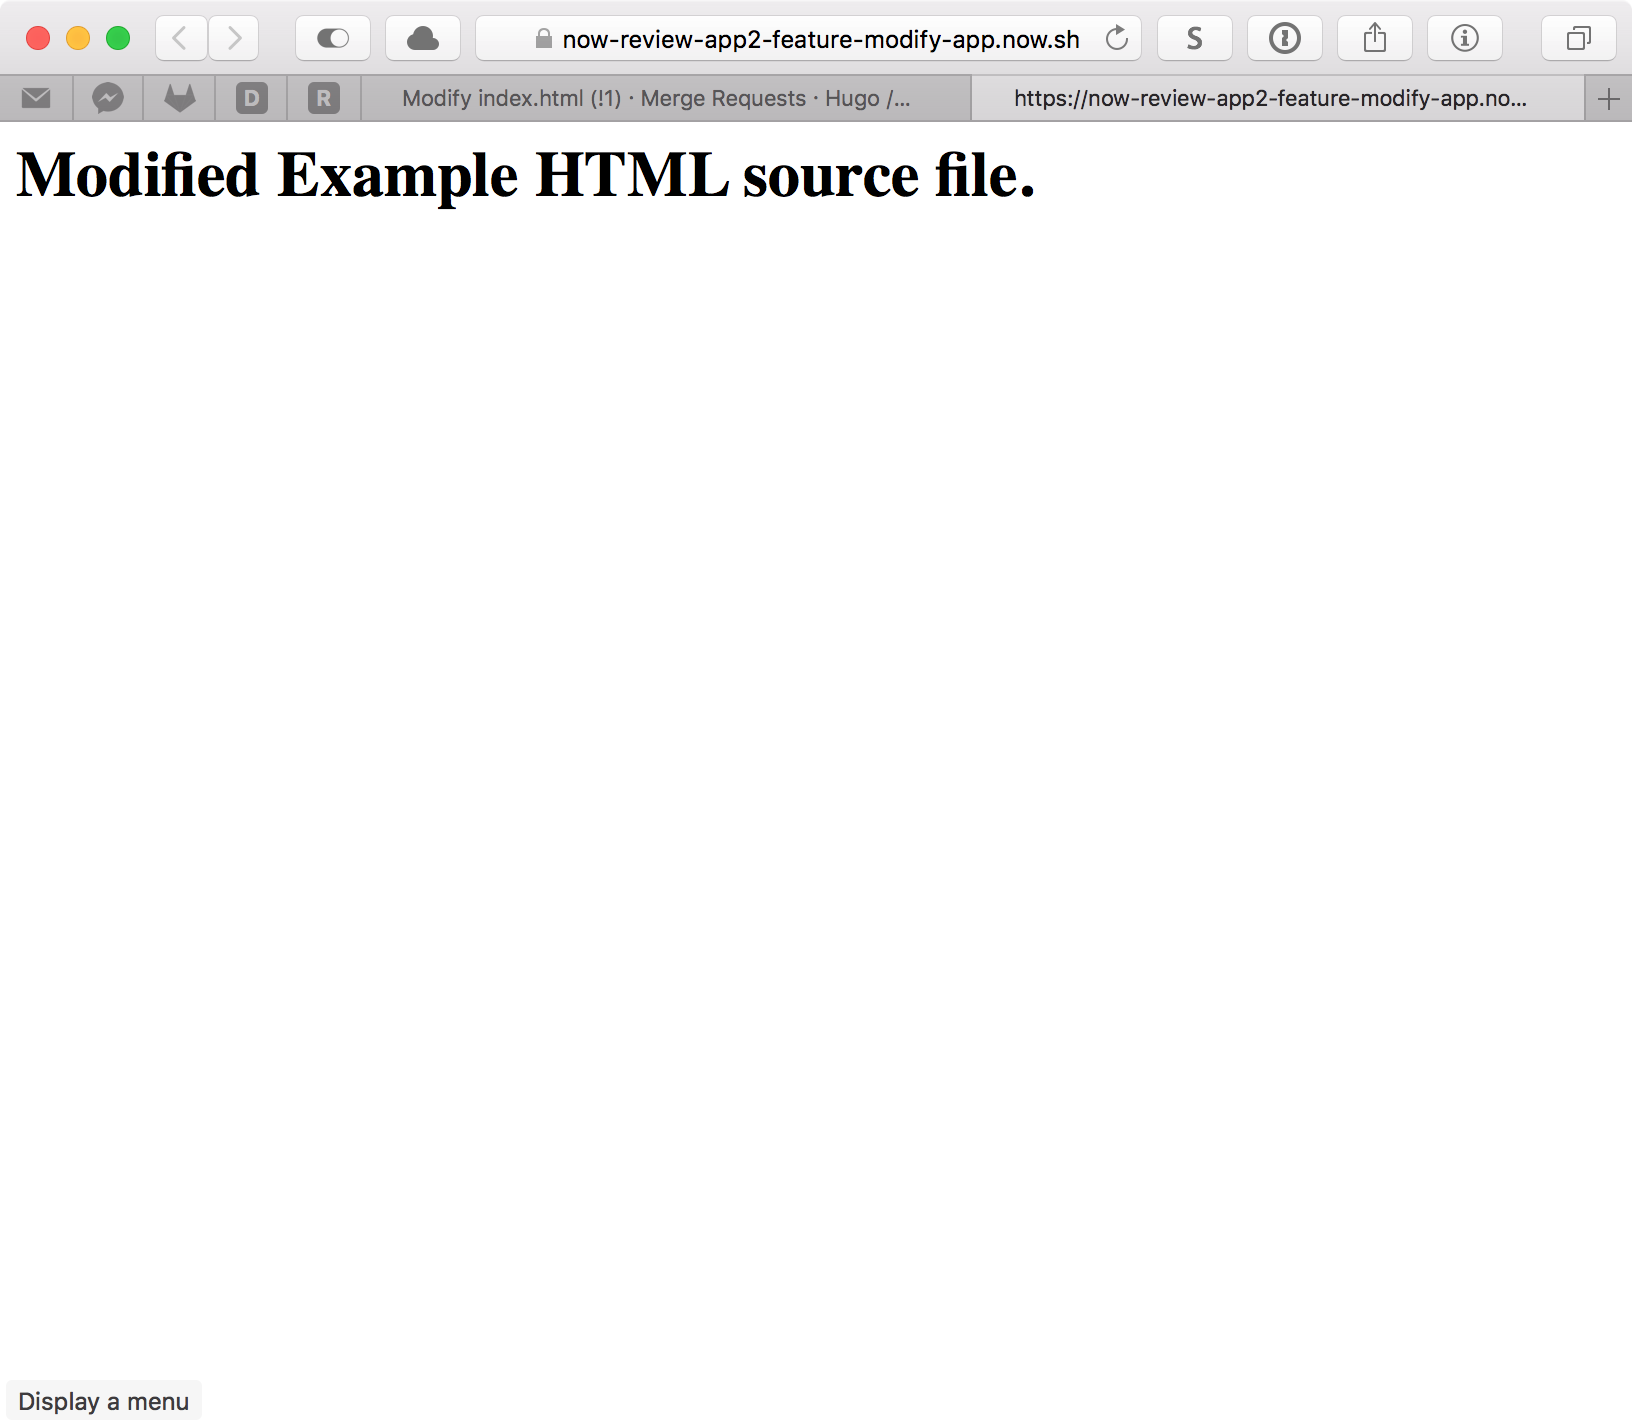 now-review-app2-feature-modify-app.now.sh
S
D
R
Modify index.html (!1) · Merge Requests · Hugo /...
https://now-review-app2-feature-modify-app.no...
Modified Example HTML source file.
Display a menu